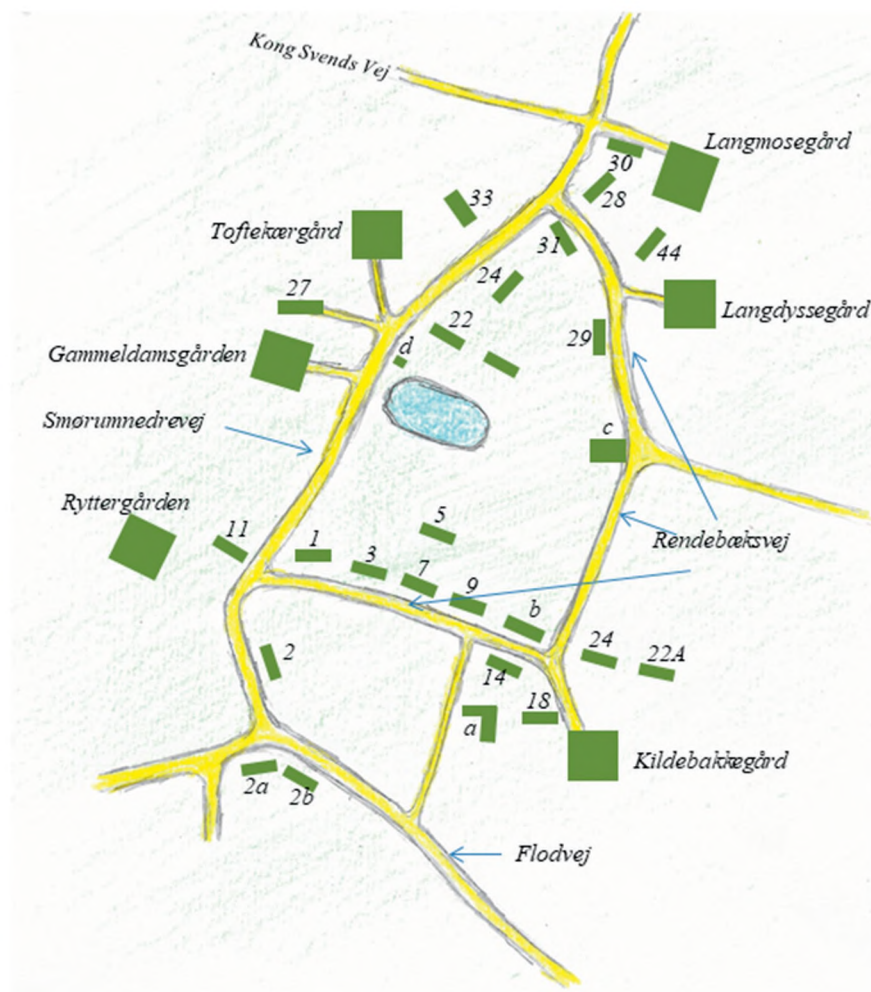 Kong Svends Vej
Langmosegård
30
28
33
Toftekærgård
31
44
24
27
Langdyssegård
22
29
Gammeldamsgården
d
Smørumnedrevej
c
Ryttergården
5
11
1
Rendebæksvej
3
7
9
b
2
24
22A
14
18
a
Kildebakkegård
2a
2b
Flodvej